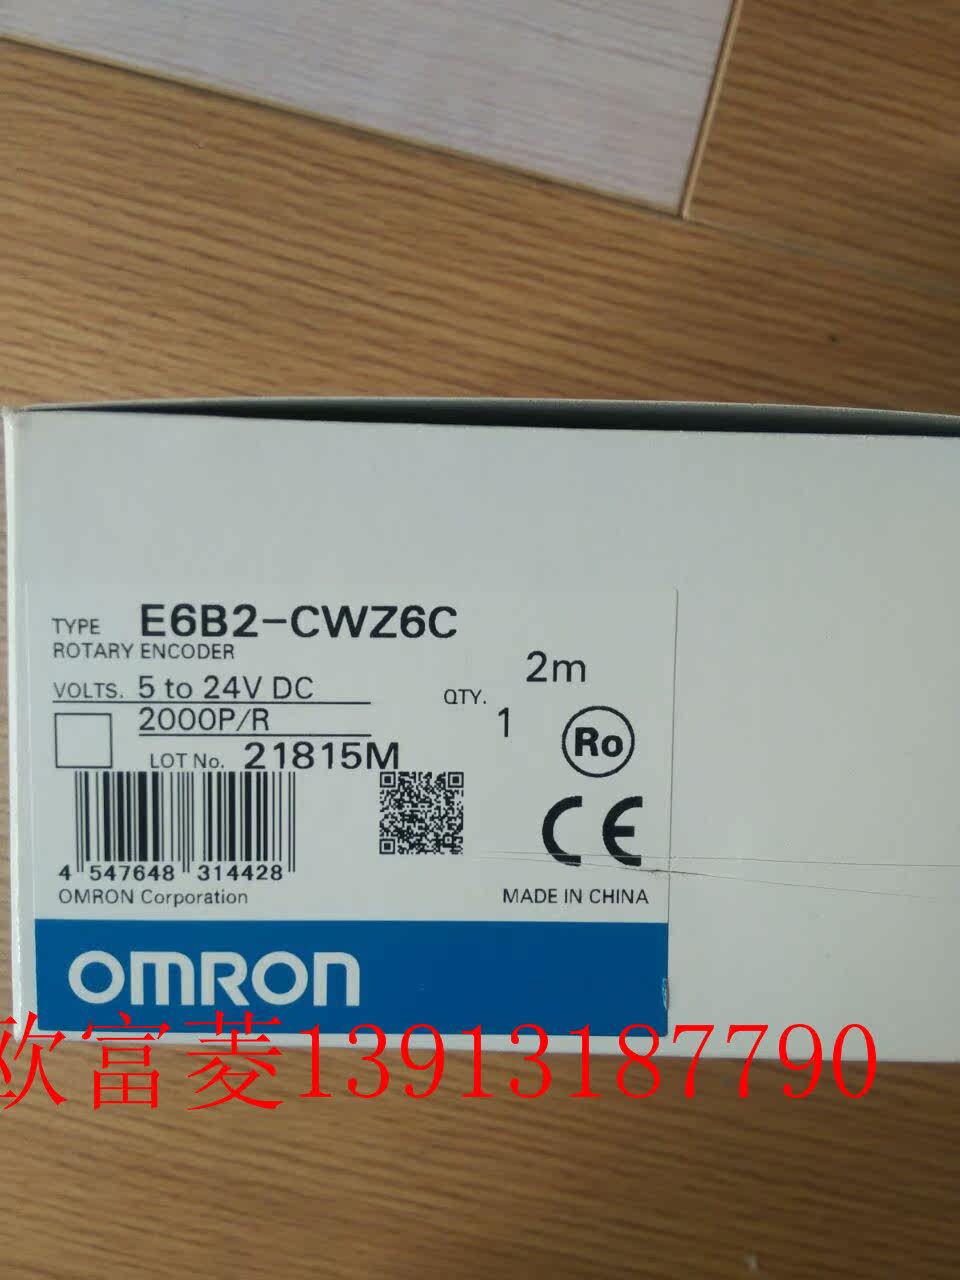 TYPE E6B2-CWZ6C
ROTARY ENCODER
2m
VOLTS. 5 to 24V DC
QTY. 1
2000P/R
Ro
LOT No. 21815M
CE
4 547648 314428
OMRON Corporation
MADE IN CHINA
OMRON
欧富菱13913187790